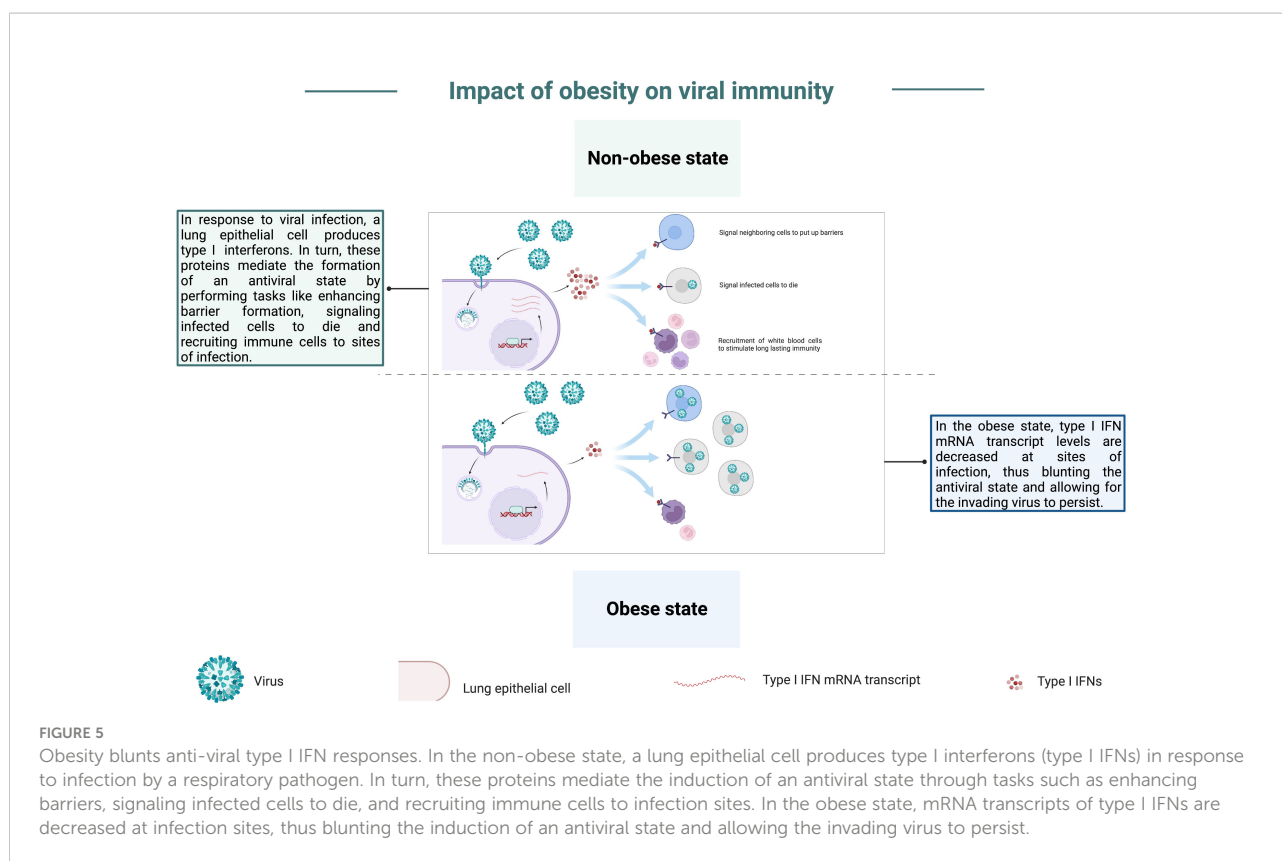 Impact of obesity on viral immunity
Non-obese state
In response to viral infection, a
lung epithelial cell produces
type I interferons. In turn, these
proteins mediate the formation
of an antiviral state by
performing tasks like enhancing
barrier formation, signaling
infected cells to die and
recruiting immune cells to sites
of infection.
Signal neighboring cells to put up barriers
Signal infected cells to die
Recruitment of white blood cells
to stimulate long lasting immunity
In the obese state, type I IFN
mRNA transcript levels are
decreased at sites of
infection, thus blunting the
antiviral state and allowing for
the invading virus to persist.
Obese state
Virus
Lung epithelial cell
Type I IFN mRNA transcript
Type I IFNs
FIGURE 5
Obesity blunts anti-viral type I IFN responses. In the non-obese state, a lung epithelial cell produces type I interferons (type I IFNs) in response
to infection by a respiratory pathogen. In turn, these proteins mediate the induction of an antiviral state through tasks such as enhancing
barriers, signaling infected cells to die, and recruiting immune cells to infection sites. In the obese state, mRNA transcripts of type I IFNs are
decreased at infection sites, thus blunting the induction of an antiviral state and allowing the invading virus to persist.